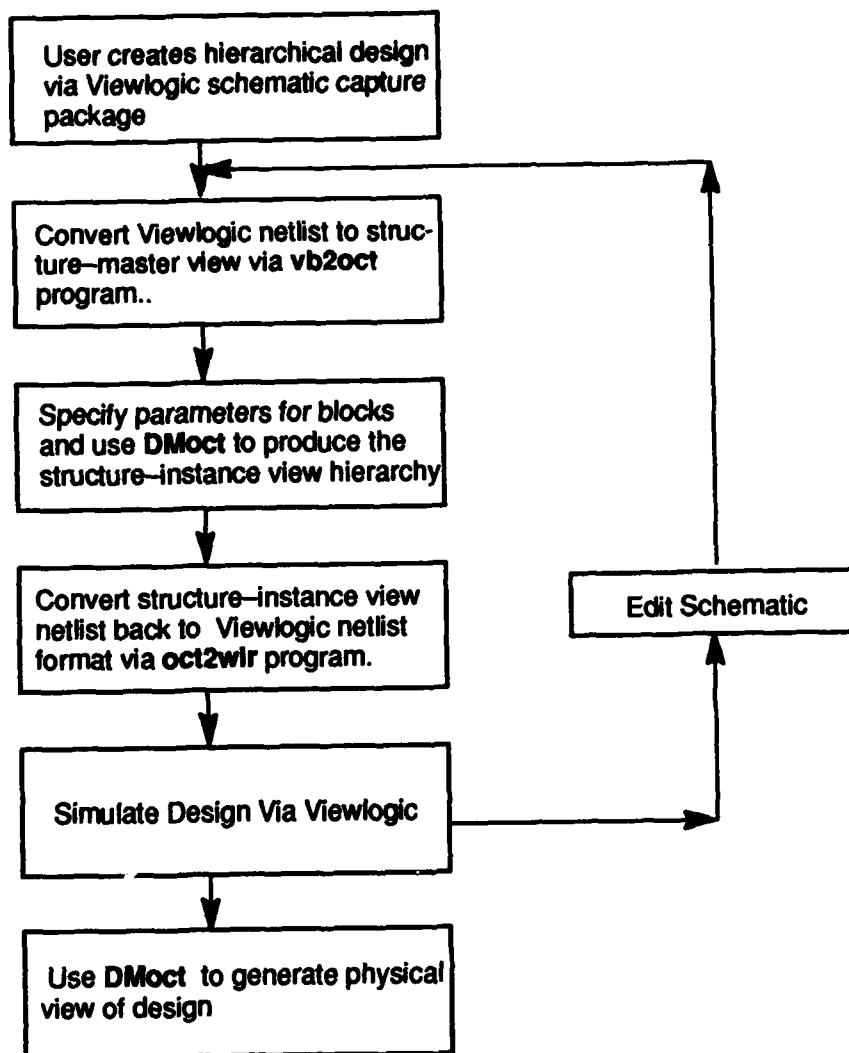 User creates hierarchical design
via Viewlogic schematic capture
package
Convert Viewlogic netlist to struc-
ture–master view via vb2oct
program..
Specify parameters for blocks
and use DMoct to produce the
structure–instance view hierarchy
Convert structure–instance view
netlist back to Viewlogic netlist
format via oct2wir program.
Edit Schematic
Simulate Design Via Viewlogic
Use DMoct to generate physical
view of design